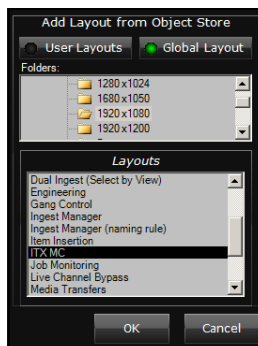 Add Layout from Object Store
User Layouts
Global Layout
Folders:
1280x1024
1680x1050
1920x1080
1920x1200
Layouts
Dual Ingest (Select by View)
Engineering
Gang Control
Ingest Manager
Ingest Manager (naming rule)
Item Insertion
ITX MC
Job Monitoring
Live Channel Bypass
Media Transfers
OK
Cancel